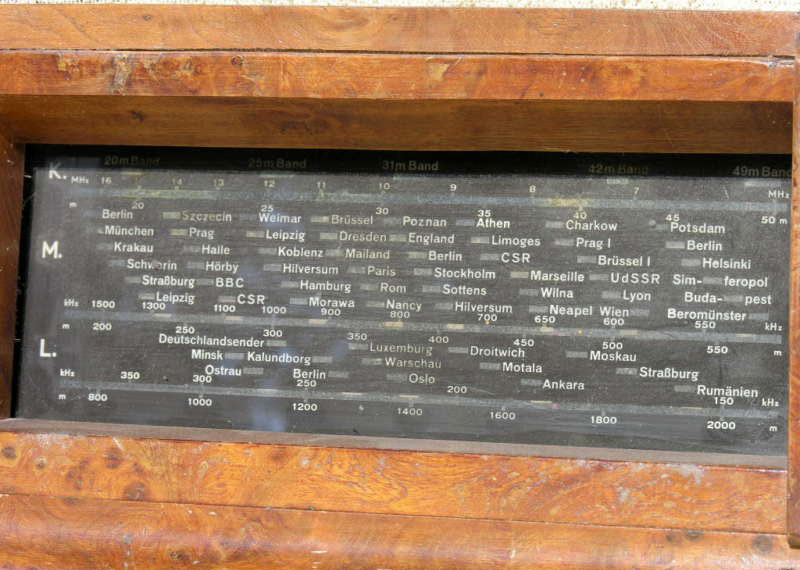 20m Band 25m Band 31m Band 42m Band 49m Band
K. MHz 16 14 13 12 11 10 9 8 7 MHz
m 20 25 30 35 40 45 50 m
Berlin Szczecin Weimar Brüssel Poznan Athen Charkow Potsdam
München Prag Leipzig Dresden England Limoges Prag I Berlin
M. Krakau Halle Koblenz Mailand Berlin CSR Brüssel I Helsinki
Schwerin Hörby Hilversum Paris Stockholm Marseille UdSSR Sim- feropol
Straßburg BBC Hamburg Rom Sottens Wilna Lyon Buda- pest
Leipzig CSR Morawa Nancy Hilversum Neapel Wien Beromünster
kHz 1500 1300 1100 1000 900 800 700 650 600 550 kHz
m 200 250 300 350 400 450 500 550 m
Deutschlandsender Luxemburg Droitwich Moskau
L. Minsk Kalundborg Warschau Motala Straßburg
Ostrau Berlin Oslo Ankara Rumänien
kHz 350 300 250 200 150 kHz
m 800 1000 1200 1400 1600 1800 2000 m